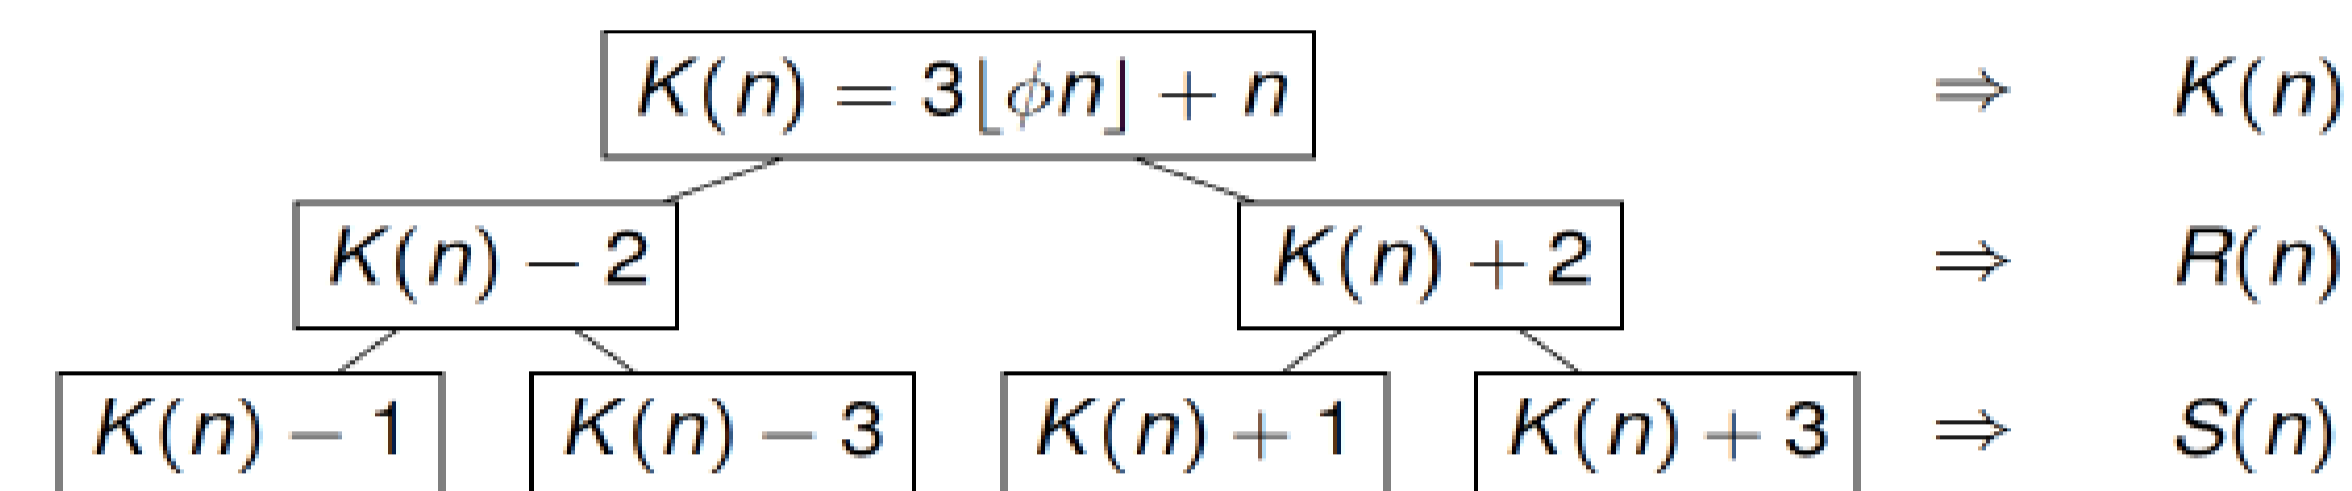 K(n) = 3⌊ϕn⌋ + n ⇒ K(n)
K(n) − 2 K(n) + 2 ⇒ R(n)
K(n) − 1 K(n) − 3 K(n) + 1 K(n) + 3 ⇒ S(n)